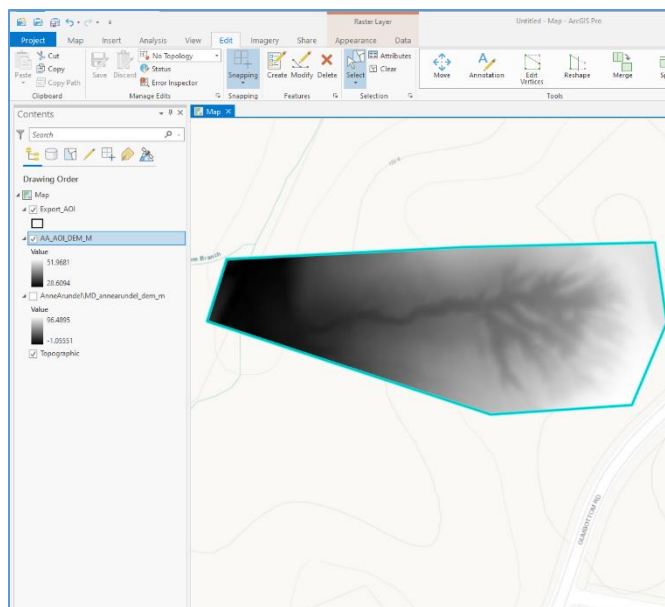 Raster Layer
Untitled - Map - ArcGIS Pro
Project Map Insert Analysis View Edit Imagery Share Appearance Data
Cut
Copy
Copy Path
Paste
Clipboard
Save Discard
No Topology
Status
Error Inspector
Manage Edits
Snapping
Snapping
Create Modify Delete
Features
Select
Attributes
Clear
Selection
Move Annotation Edit Vertices Reshape Merge
Tools
Contents
Search
Drawing Order
Map
Export_AOI
AA_AOI_DEM_M
Value
51.9681
28.6094
AnneArundel\MD_annearundel_dem_m
Value
96.4895
-1.05551
Topographic
Map
Branch
GUMBOTTOM RD